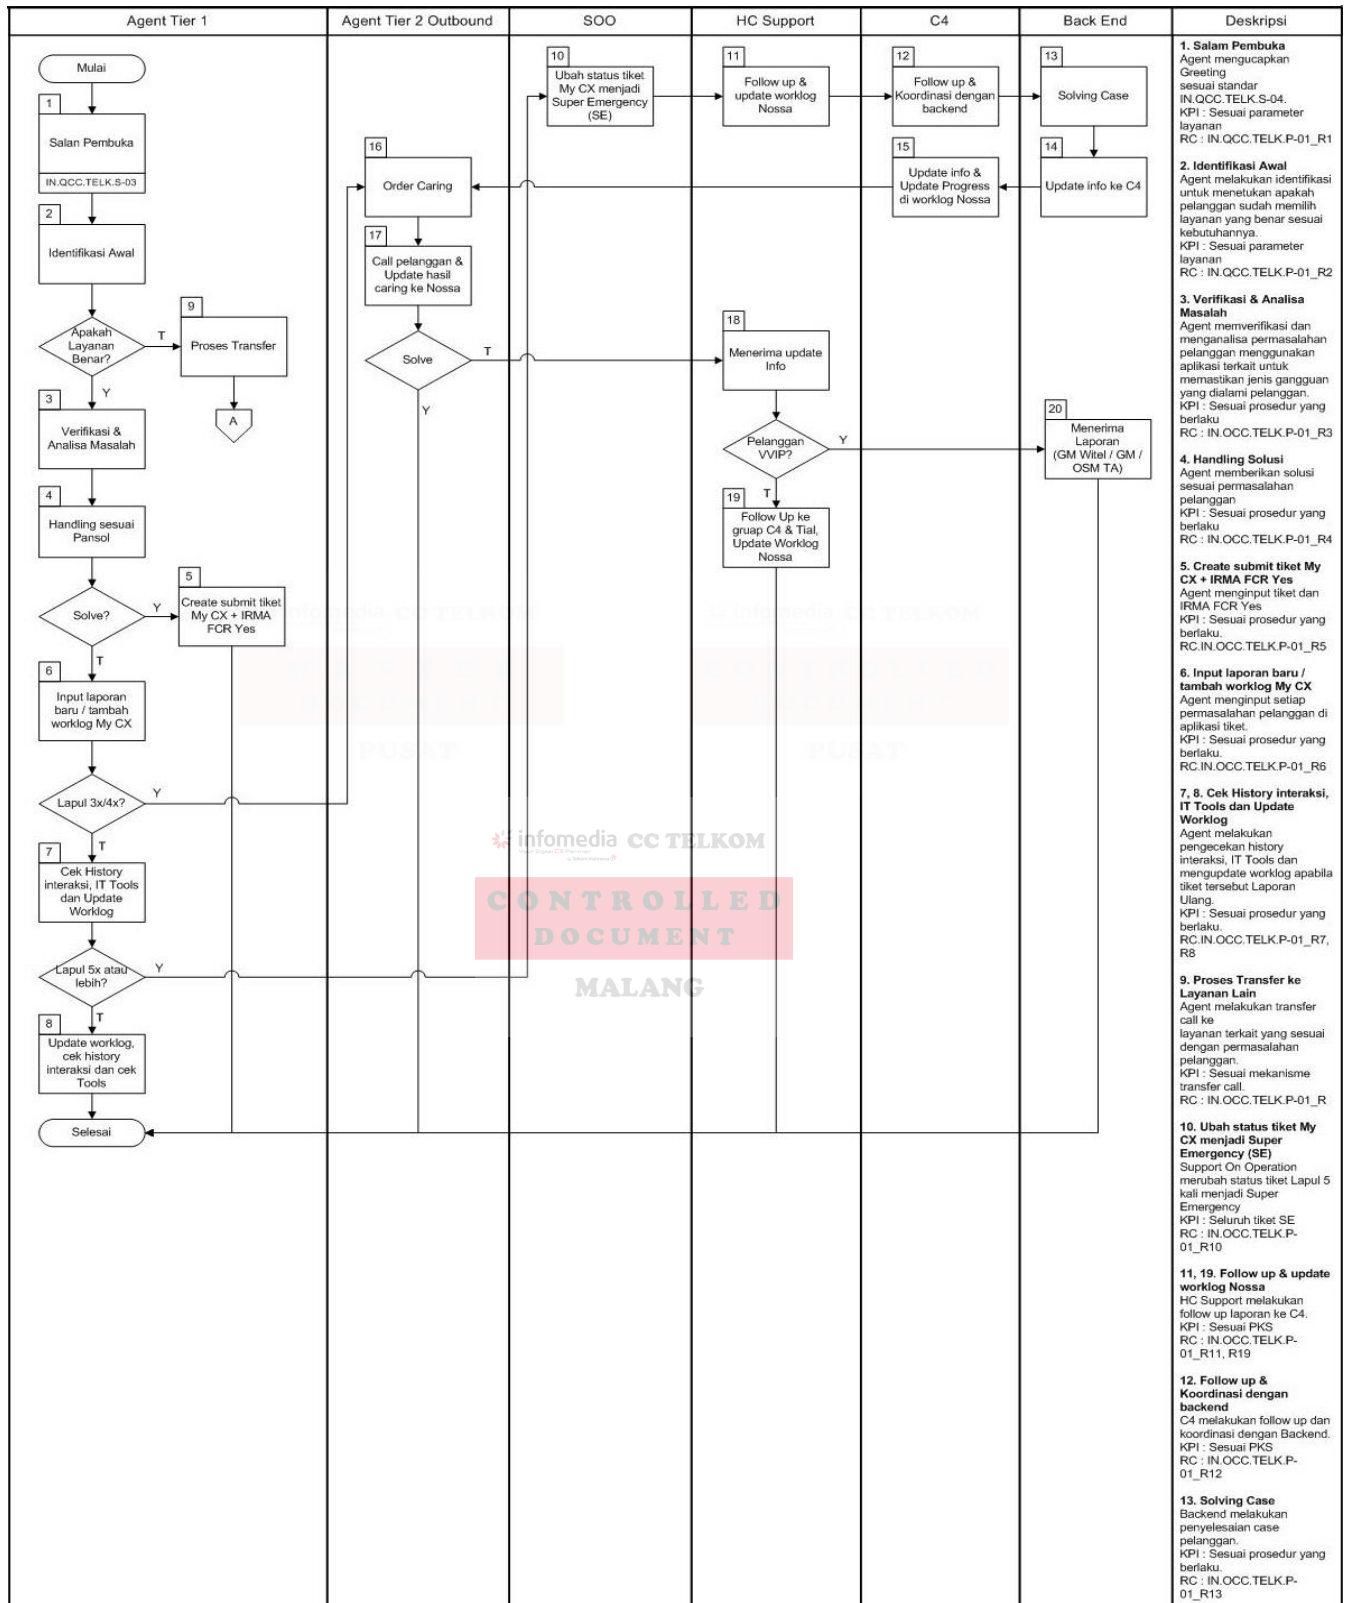 Agent Tier 1
Agent Tier 2 Outbound
SOO
HC Support
C4
Back End
Deskripsi
Mulai
1
Salan Pembuka
IN.QCC.TELK.S-03
2
Identifikasi Awal
Apakah
Layanan
Benar?
T
Y
9
Proses Transfer
A
3
Verifikasi &
Analisa Masalah
4
Handling sesuai
Pansol
Solve?
Y
T
5
Create submit tiket
My CX + IRMA
FCR Yes
6
Input laporan
baru / tambah
worklog My CX
Lapul 3x/4x?
Y
T
7
Cek History
interaksi, IT Tools
dan Update
Worklog
Lapul 5x atau
lebih?
Y
T
8
Update worklog,
cek history
interaksi dan cek
Tools
Selesai
16
Order Caring
17
Call pelanggan &
Update hasil
caring ke Nossa
Solve
T
Y
10
Ubah status tiket
My CX menjadi
Super Emergency
(SE)
11
Follow up &
update worklog
Nossa
18
Menerima update
Info
Pelanggan
VVIP?
Y
T
19
Follow Up ke
gruap C4 & Tial,
Update Worklog
Nossa
12
Follow up &
Koordinasi dengan
backend
15
Update info &
Update Progress
di worklog Nossa
13
Solving Case
14
Update info ke C4
20
Menerima
Laporan
(GM Witel / GM /
OSM TA)
infomedia CC TELKOM
CONTROLLED
DOCUMENT
MALANG
infomedia CC TELKOM
PUSAT
infomedia CC TELKOM
CONTROLLED
PUSAT
1. Salam Pembuka
Agent mengucapkan
Greeting
sesuai standar
IN.QCC.TELK.S-04.
KPI : Sesuai parameter
layanan
RC : IN.QCC.TELK.P-01_R1
2. Identifikasi Awal
Agent melakukan identifikasi
untuk menetukan apakah
pelanggan sudah memilih
layanan yang benar sesuai
kebutuhannya.
KPI : Sesuai parameter
layanan
RC : IN.QCC.TELK.P-01_R2
3. Verifikasi & Analisa
Masalah
Agent memverifikasi dan
menganalisa permasalahan
pelanggan menggunakan
aplikasi terkait untuk
memastikan jenis gangguan
yang dialami pelanggan.
KPI : Sesuai prosedur yang
berlaku
RC : IN.OCC.TELK.P-01_R3
4. Handling Solusi
Agent memberikan solusi
sesuai permasalahan
pelanggan
KPI : Sesuai prosedur yang
berlaku
RC : IN.OCC.TELK.P-01_R4
5. Create submit tiket My
CX + IRMA FCR Yes
Agent menginput tiket dan
IRMA FCR Yes
KPI : Sesuai prosedur yang
berlaku.
RC.IN.OCC.TELK.P-01_R5
6. Input laporan baru /
tambah worklog My CX
Agent menginput setiap
permasalahan pelanggan di
aplikasi tiket.
KPI : Sesuai prosedur yang
berlaku.
RC.IN.OCC.TELK.P-01_R6
7, 8. Cek History interaksi,
IT Tools dan Update
Worklog
Agent melakukan
pengecekan history
interaksi, IT Tools dan
mengupdate worklog apabila
tiket tersebut Laporan
Ulang.
KPI : Sesuai prosedur yang
berlaku.
RC.IN.OCC.TELK.P-01_R7,
R8
9. Proses Transfer ke
Layanan Lain
Agent melakukan transfer
call ke
layanan terkait yang sesuai
dengan permasalahan
pelanggan.
KPI : Sesuai mekanisme
transfer call.
RC : IN.OCC.TELK.P-01_R
10. Ubah status tiket My
CX menjadi Super
Emergency (SE)
Support On Operation
merubah status tiket Lapul 5
kali menjadi Super
Emergency
KPI : Seluruh tiket SE
RC : IN.OCC.TELK.P-
01_R10
11, 19. Follow up & update
worklog Nossa
HC Support melakukan
follow up laporan ke C4.
KPI : Sesuai PKS
RC : IN.OCC.TELK.P-
01_R11, R19
12. Follow up &
Koordinasi dengan
backend
C4 melakukan follow up dan
koordinasi dengan Backend.
KPI : Sesuai PKS
RC : IN.OCC.TELK.P-
01_R12
13. Solving Case
Backend melakukan
penyelesaian case
pelanggan.
KPI : Sesuai prosedur yang
berlaku.
RC : IN.OCC.TELK.P-
01_R13